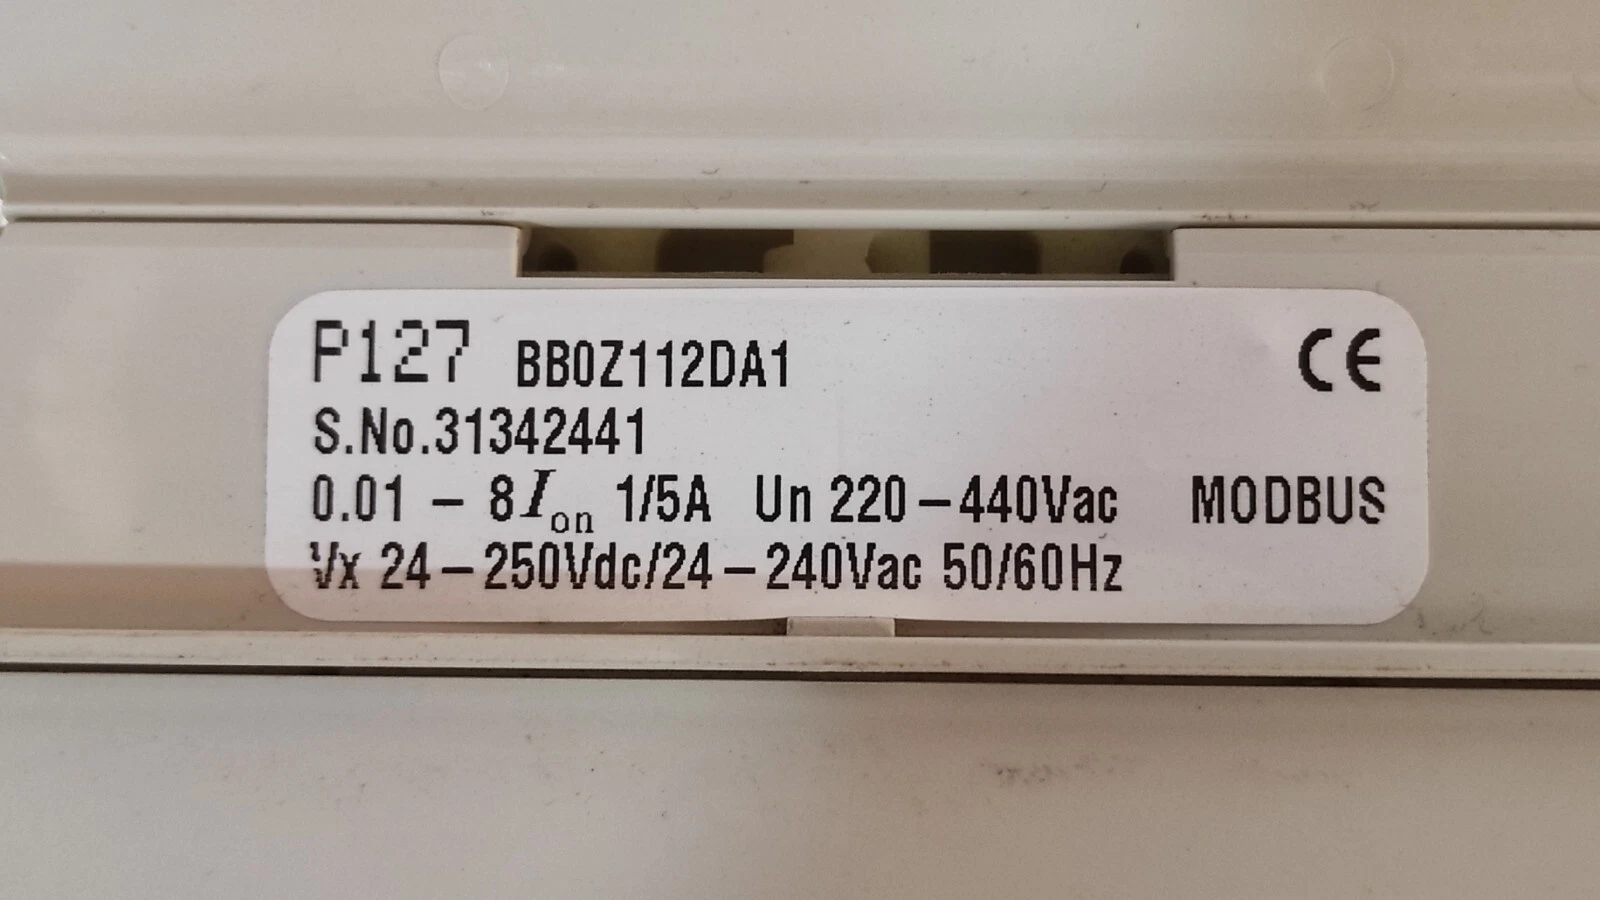 P127 BB0Z112DA1 CE
S.No.31342441
0.01 – 8Ion 1/5A Un 220–440Vac MODBUS
Vx 24–250Vdc/24–240Vac 50/60Hz